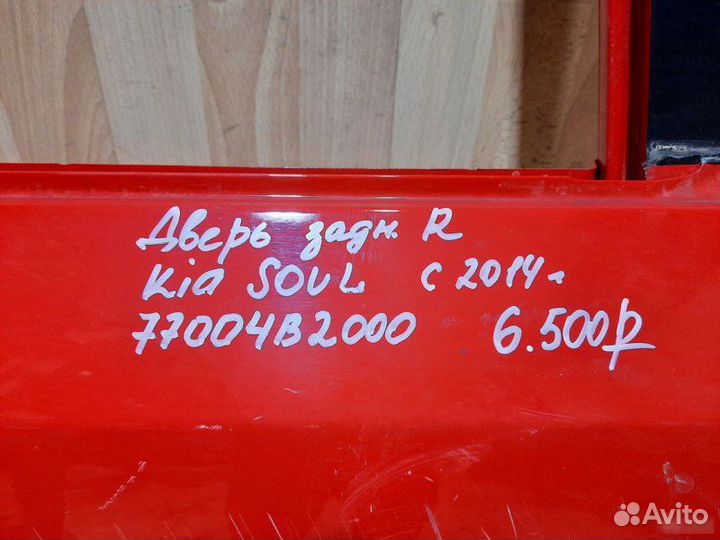 Дверь задн. R
Kia SOUL с 2014г
77004B2000 6.500₽
Avito